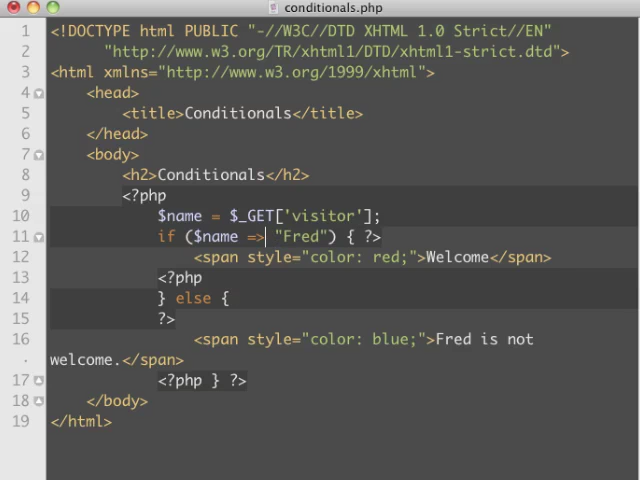 conditionals.php
1 <!DOCTYPE html PUBLIC "-//W3C//DTD XHTML 1.0 Strict//EN"
2 "http://www.w3.org/TR/xhtml1/DTD/xhtml1-strict.dtd">
3 <html xmlns="http://www.w3.org/1999/xhtml">
4 <head>
5 <title>Conditionals</title>
6 </head>
7 <body>
8 <h2>Conditionals</h2>
9 <?php
10 $name = $_GET['visitor'];
11 if ($name => "Fred") { ?>
12 <span style="color: red;">Welcome</span>
13 <?php
14 } else {
15 ?>
16 <span style="color: blue;">Fred is not
· welcome.</span>
17 <?php } ?>
18 </body>
19 </html>